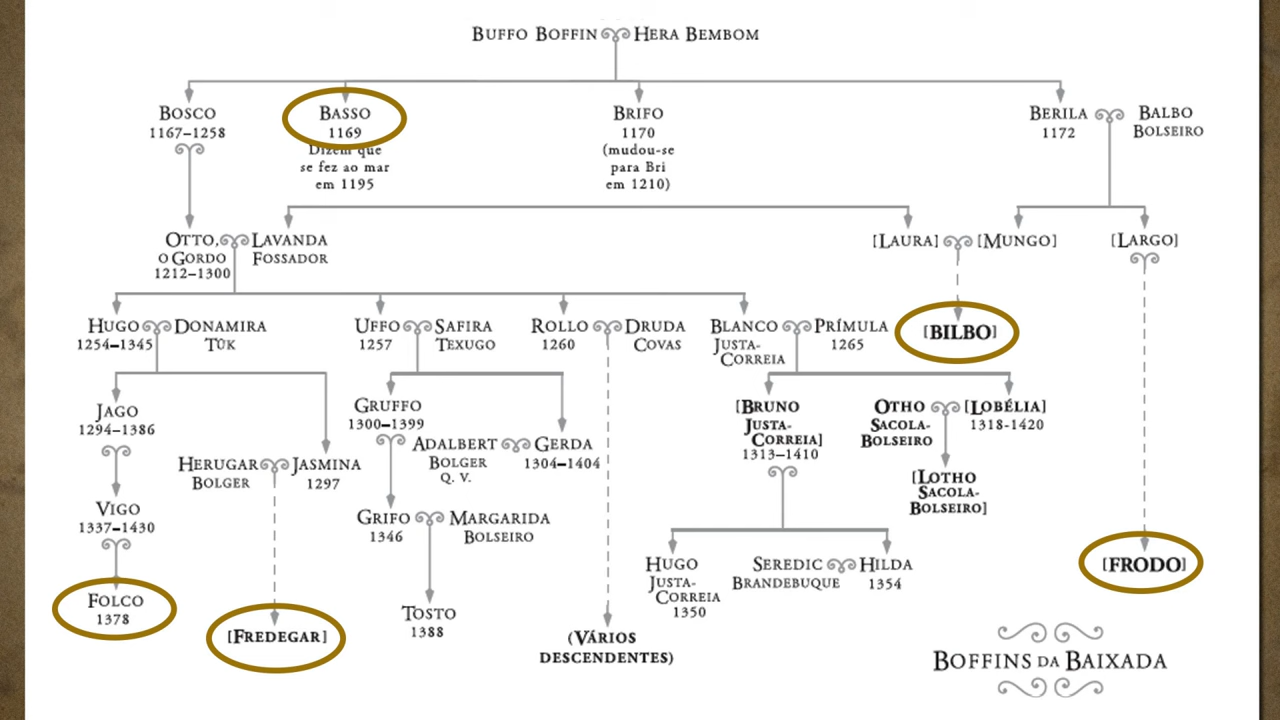 BUFFO BOFFIN HERA BEMBOM
BOSCO
1167–1258
BASSO
1169
Dizem que
se fez ao mar
em 1195
BRIFO
1170
(mudou-se
para Bri
em 1210)
BERILA
1172
BALBO
BOLSEIRO
OTTO,
O GORDO
1212–1300
LAVANDA
FOSSADOR
[LAURA] [MUNGO]
[LARGO]
HUGO
1254–1345
DONAMIRA
TÛK
UFFO
1257
SAFIRA
TEXUGO
ROLLO
1260
DRUDA
COVAS
BLANCO
JUSTA-
CORREIA
PRÍMULA
1265
[BILBO]
JAGO
1294–1386
HERUGAR
BOLGER
JASMINA
1297
GRUFFO
1300–1399
ADALBERT
BOLGER
Q. V.
GERDA
1304–1404
[BRUNO
JUSTA-
CORREIA]
1313–1410
OTHO
SACOLA-
BOLSEIRO
[LOBÉLIA]
1318-1420
[LOTHO
SACOLA-
BOLSEIRO]
VIGO
1337–1430
GRIFO
1346
MARGARIDA
BOLSEIRO
HUGO
JUSTA-
CORREIA
1350
SEREDIC
BRANDEBUQUE
HILDA
1354
[FRODO]
FOLCO
1378
[FREDEGAR]
TOSTO
1388
(VÁRIOS
DESCENDENTES)
BOFFINS DA BAIXADA